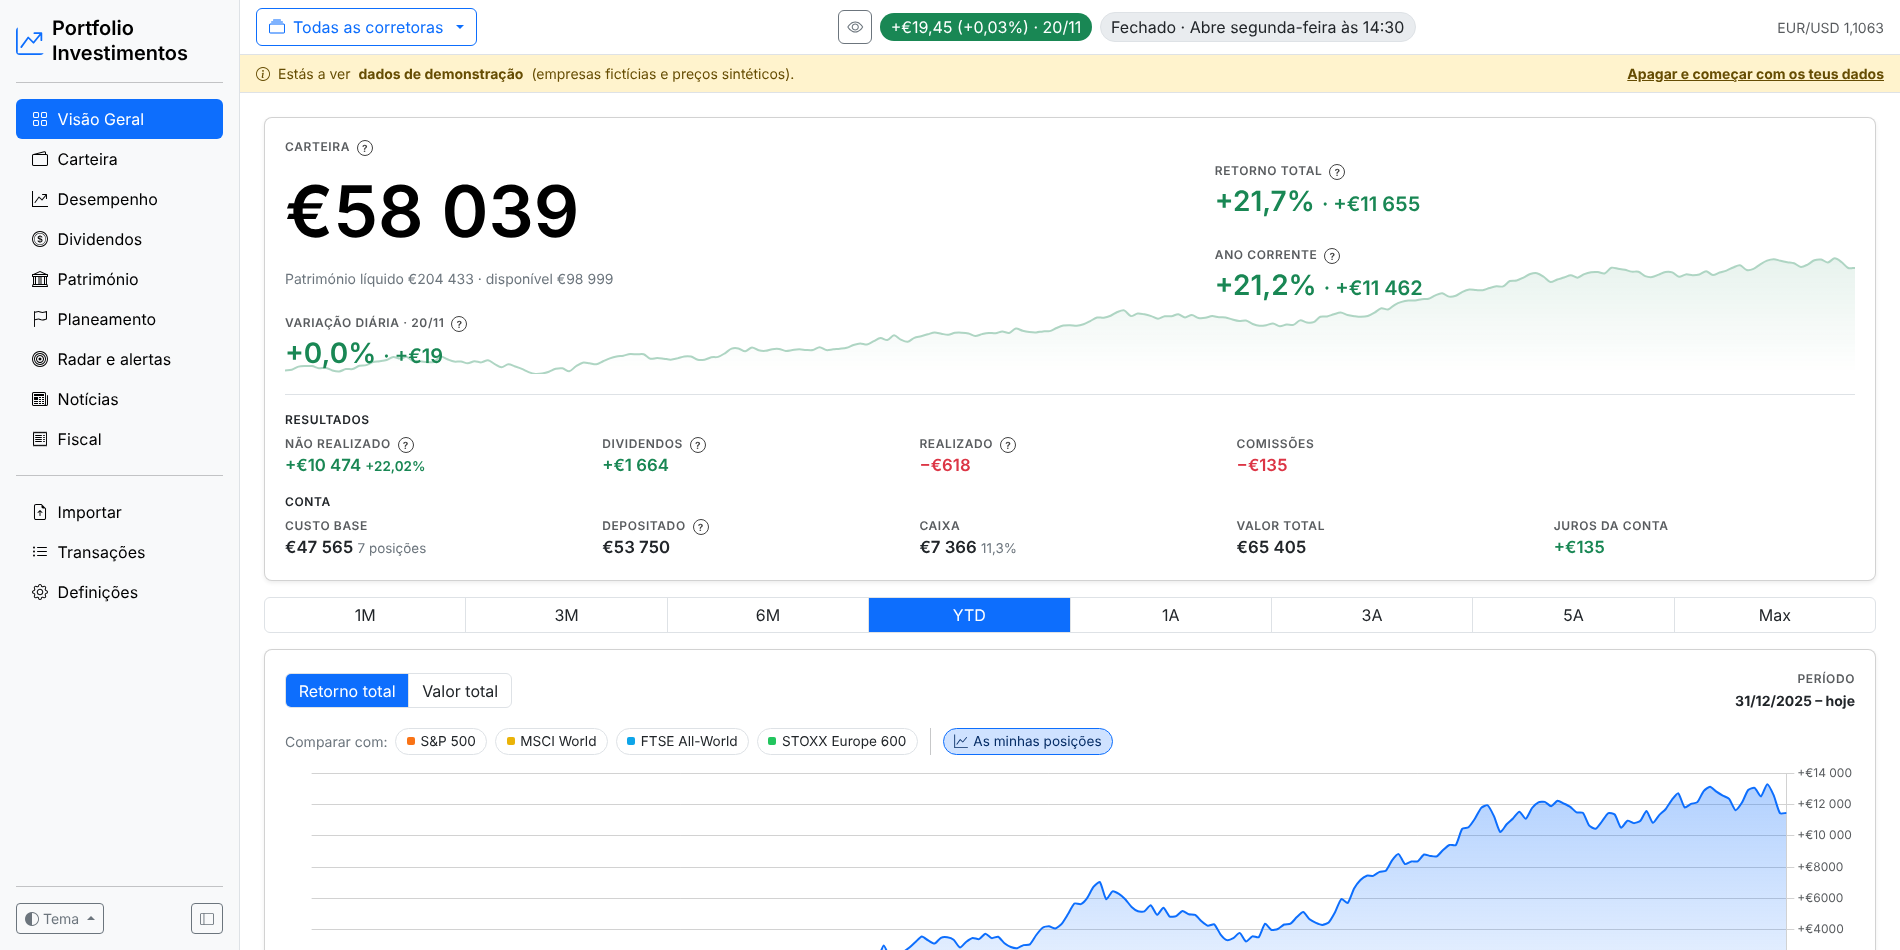 Portfolio
Investimentos
Visão Geral
Carteira
Desempenho
Dividendos
Património
Planeamento
Radar e alertas
Notícias
Fiscal
Importar
Transações
Definições
Tema
Todas as corretoras
+€19,45 (+0,03%) · 20/11
Fechado · Abre segunda-feira às 14:30
EUR/USD 1,1063
Estás a ver dados de demonstração (empresas fictícias e preços sintéticos).
Apagar e começar com os teus dados
CARTEIRA ?
€58 039
Património líquido €204 433 · disponível €98 999
VARIAÇÃO DIÁRIA · 20/11 ?
+0,0% · +€19
RETORNO TOTAL ?
+21,7% · +€11 655
ANO CORRENTE ?
+21,2% · +€11 462
RESULTADOS
NÃO REALIZADO ?
+€10 474 +22,02%
DIVIDENDOS ?
+€1 664
REALIZADO ?
−€618
COMISSÕES
−€135
CONTA
CUSTO BASE
€47 565 7 posições
DEPOSITADO ?
€53 750
CAIXA
€7 366 11,3%
VALOR TOTAL
€65 405
JUROS DA CONTA
+€135
1M
3M
6M
YTD
1A
3A
5A
Max
Retorno total
Valor total
PERÍODO
31/12/2025 – hoje
Comparar com:
S&P 500
MSCI World
FTSE All-World
STOXX Europe 600
As minhas posições
+€14 000
+€12 000
+€10 000
+€8000
+€6000
+€4000